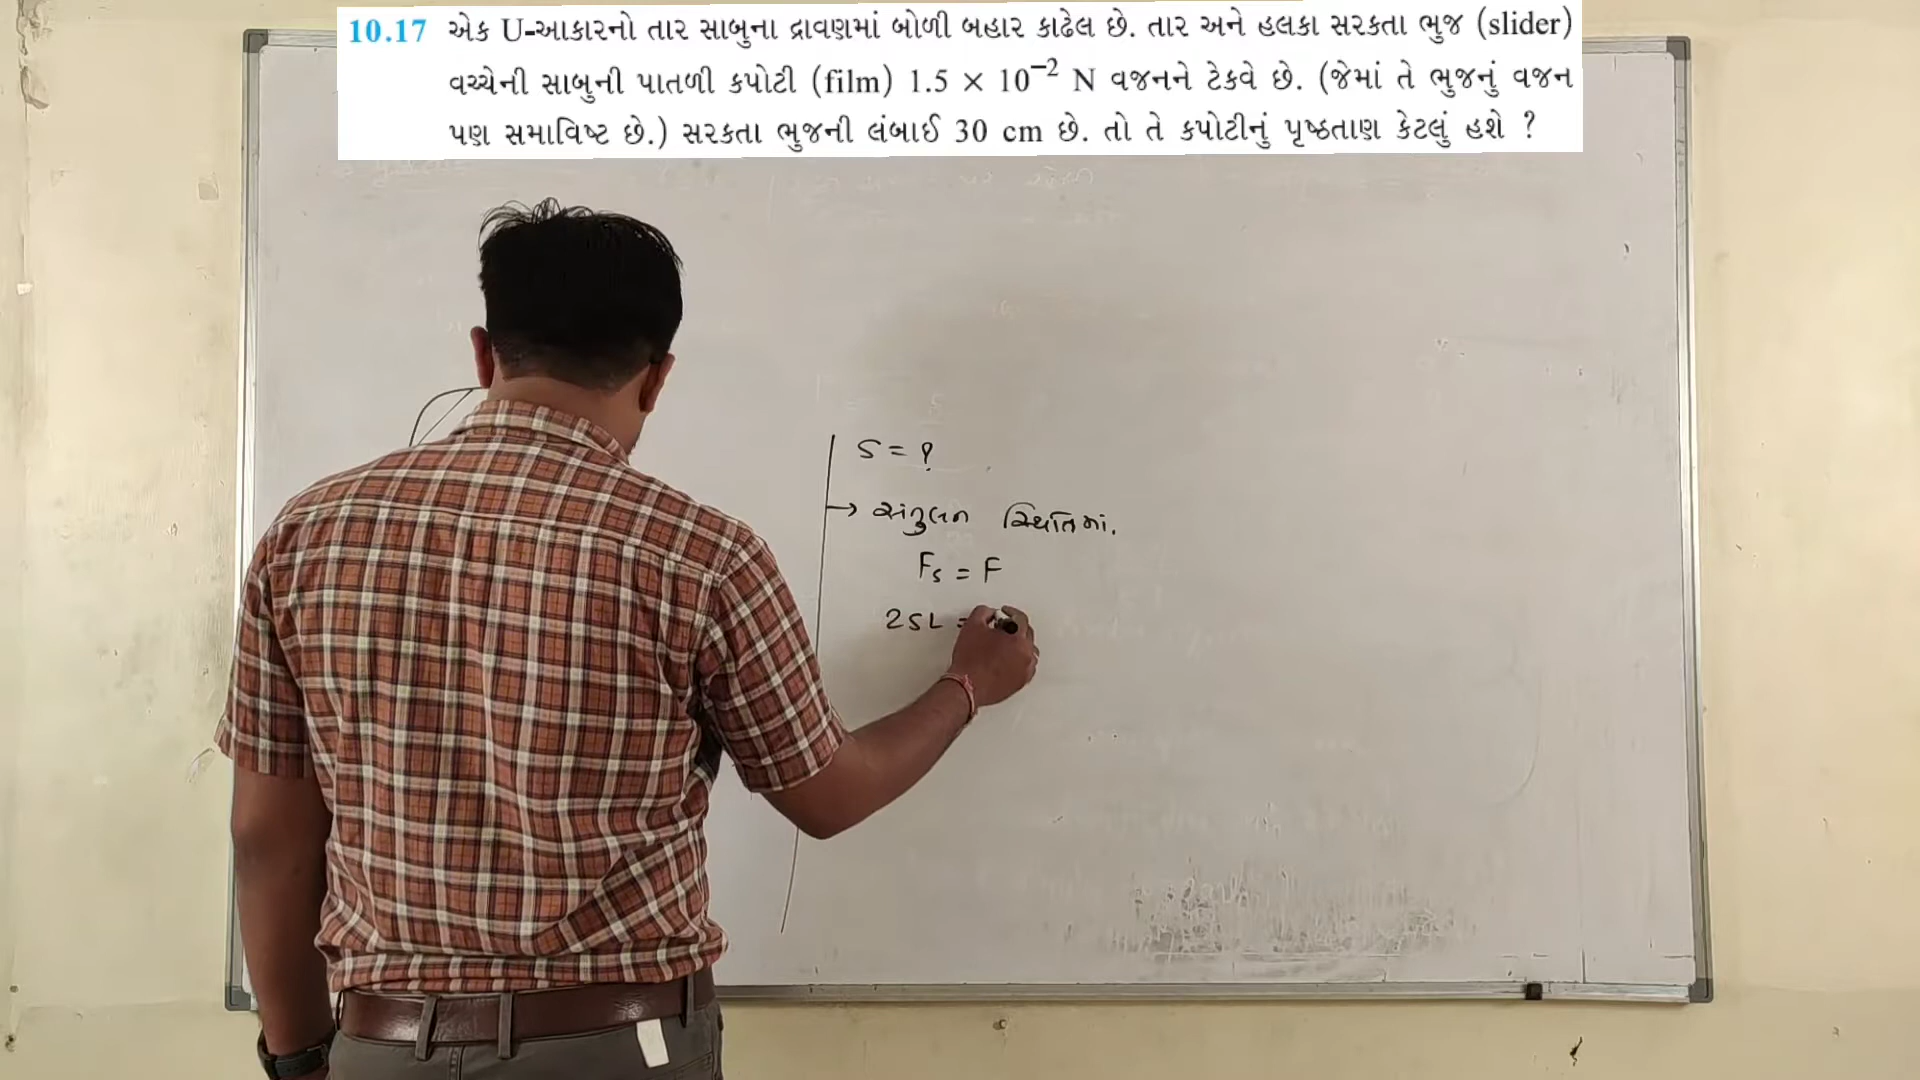 10.17 એક U-આકારનો તાર સાબુના દ્રાવણમાં બોળી બહાર કાઢેલ છે. તાર અને હલકા સરકતા ભુજ (slider)
વચ્ચેની સાબુની પાતળી કપોટી (film) 1.5 × 10⁻² N વજનને ટેકવે છે. (જેમાં તે ભુજનું વજન
પણ સમાવિષ્ટ છે.) સરકતા ભુજની લંબાઈ 30 cm છે. તો તે કપોટીનું પૃષ્ઠતાણ કેટલું હશે ?
S = ?
→ સંતુલન સ્થિતિમાં.
Fs = F
2SL =